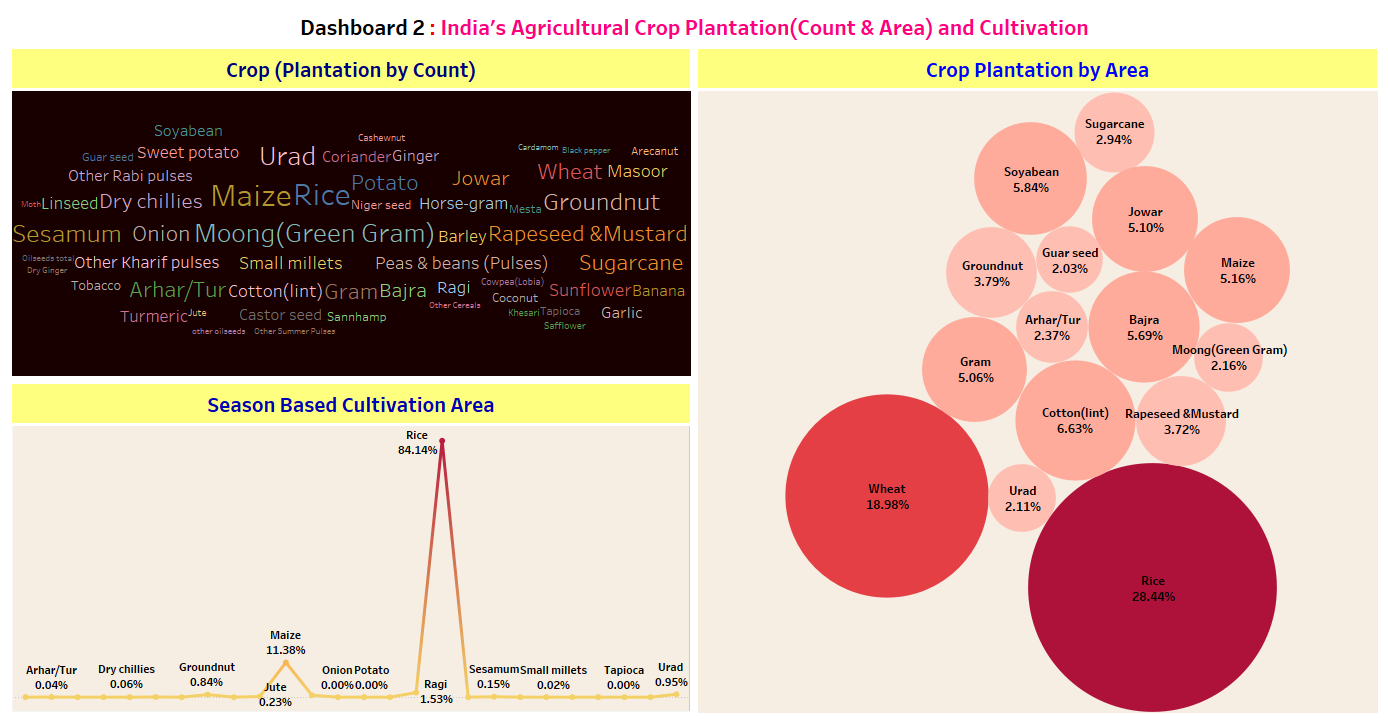 Dashboard 2 : India's Agricultural Crop Plantation(Count & Area) and Cultivation
Crop (Plantation by Count)
Soyabean
Cashewnut
Guar seed
Sweet potato
Urad
Coriander
Ginger
Cardamom
Black pepper
Arecanut
Other Rabi pulses
Maize
Rice
Potato
Jowar
Wheat
Masoor
Moth
Linseed
Dry chillies
Niger seed
Horse-gram
Mesta
Groundnut
Sesamum
Onion
Moong(Green Gram)
Barley
Rapeseed &Mustard
Oilseeds total
Dry Ginger
Other Kharif pulses
Small millets
Peas & beans (Pulses)
Sugarcane
Tobacco
Arhar/Tur
Cotton(lint)
Gram
Bajra
Ragi
Cowpea(Lobia)
Coconut
Other Cereals
Sunflower
Banana
Turmeric
Jute
Castor seed
Sannhamp
Khesari
Tapioca
Garlic
other oilseeds
Other Summer Pulses
Safflower
Season Based Cultivation Area
Rice
84.14%
Maize
11.38%
Arhar/Tur
0.04%
Dry chillies
0.06%
Groundnut
0.84%
Jute
0.23%
Onion
0.00%
Potato
0.00%
Ragi
1.53%
Sesamum
0.15%
Small millets
0.02%
Tapioca
0.00%
Urad
0.95%
Crop Plantation by Area
Sugarcane
2.94%
Soyabean
5.84%
Jowar
5.10%
Guar seed
2.03%
Groundnut
3.79%
Maize
5.16%
Arhar/Tur
2.37%
Bajra
5.69%
Moong(Green Gram)
2.16%
Gram
5.06%
Cotton(lint)
6.63%
Rapeseed &Mustard
3.72%
Wheat
18.98%
Urad
2.11%
Rice
28.44%